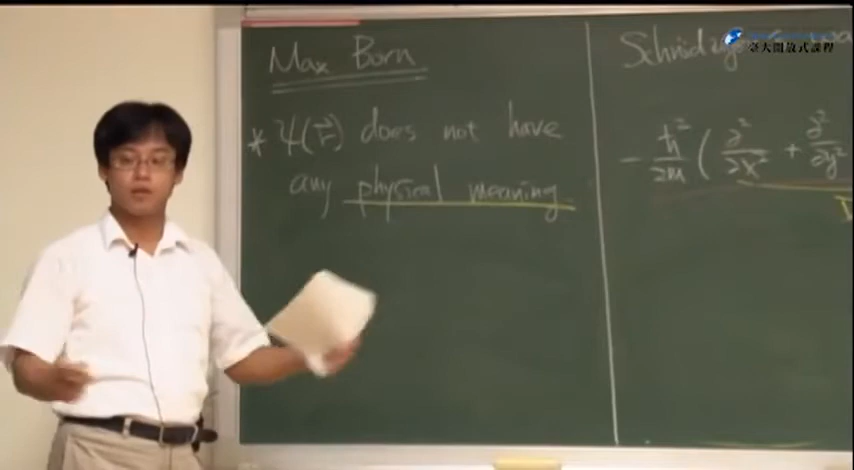 Max Born
* ψ(r⃗) does not have
any physical meaning
- ħ²/2m ( ∂²/∂x² + ∂²/∂y²
臺大開放式課程